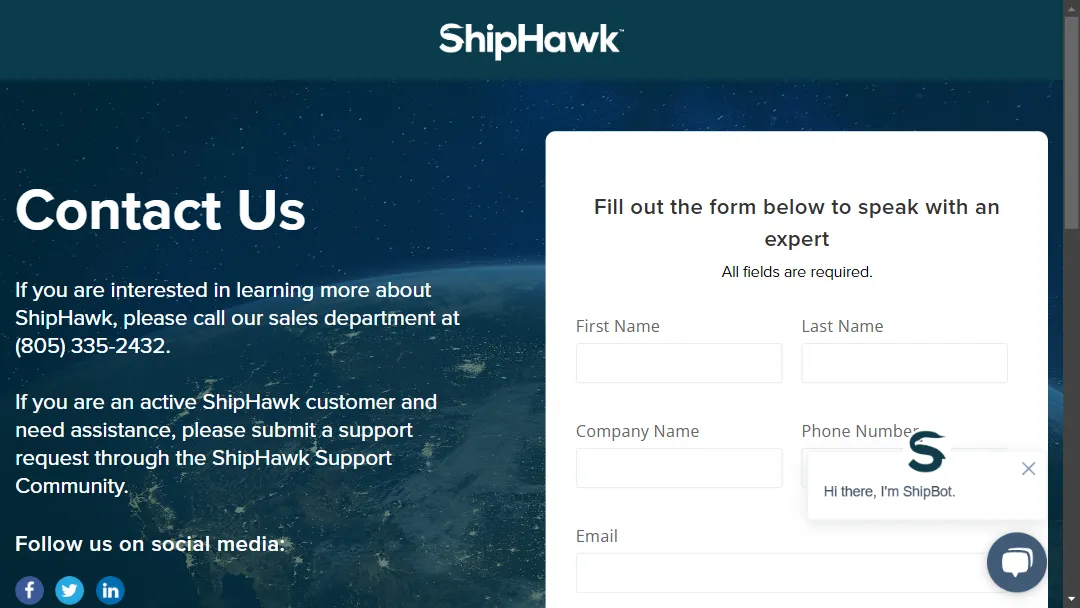 ShipHawk™
Contact Us
If you are interested in learning more about
ShipHawk, please call our sales department at
(805) 335-2432.
If you are an active ShipHawk customer and
need assistance, please submit a support
request through the ShipHawk Support
Community.
Follow us on social media:
Fill out the form below to speak with an
expert
All fields are required.
First Name
Last Name
Company Name
Phone Number
Hi there, I'm ShipBot.
Email